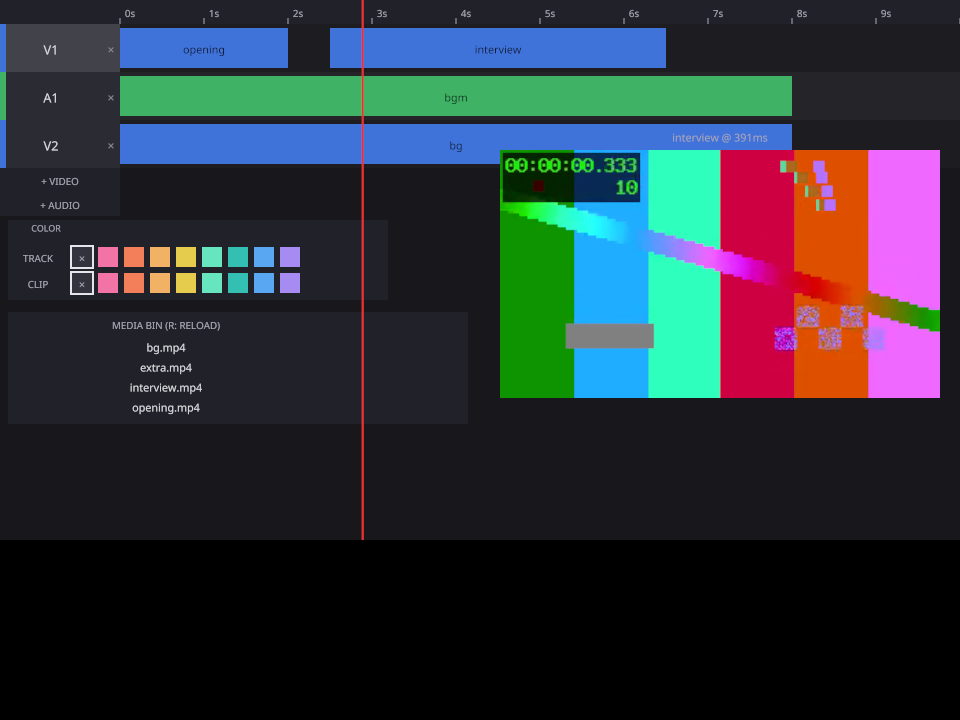 0s 1s 2s 3s 4s 5s 6s 7s 8s 9s
V1 × opening interview
A1 × bgm
V2 × bg
interview @ 391ms
+ VIDEO
+ AUDIO
00:00:00.333
10
COLOR
TRACK ×
CLIP ×
MEDIA BIN (R: RELOAD)
bg.mp4
extra.mp4
interview.mp4
opening.mp4